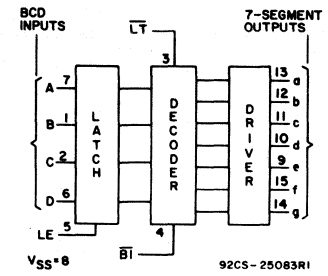 BCD INPUTS
7-SEGMENT OUTPUTS
LT
3
A 7
B 1
C 2
D 6
LE 5
LATCH
DECODER
DRIVER
13 a
12 b
11 c
10 d
9 e
15 f
14 g
4
BI
VSS=8
92CS-25083RI